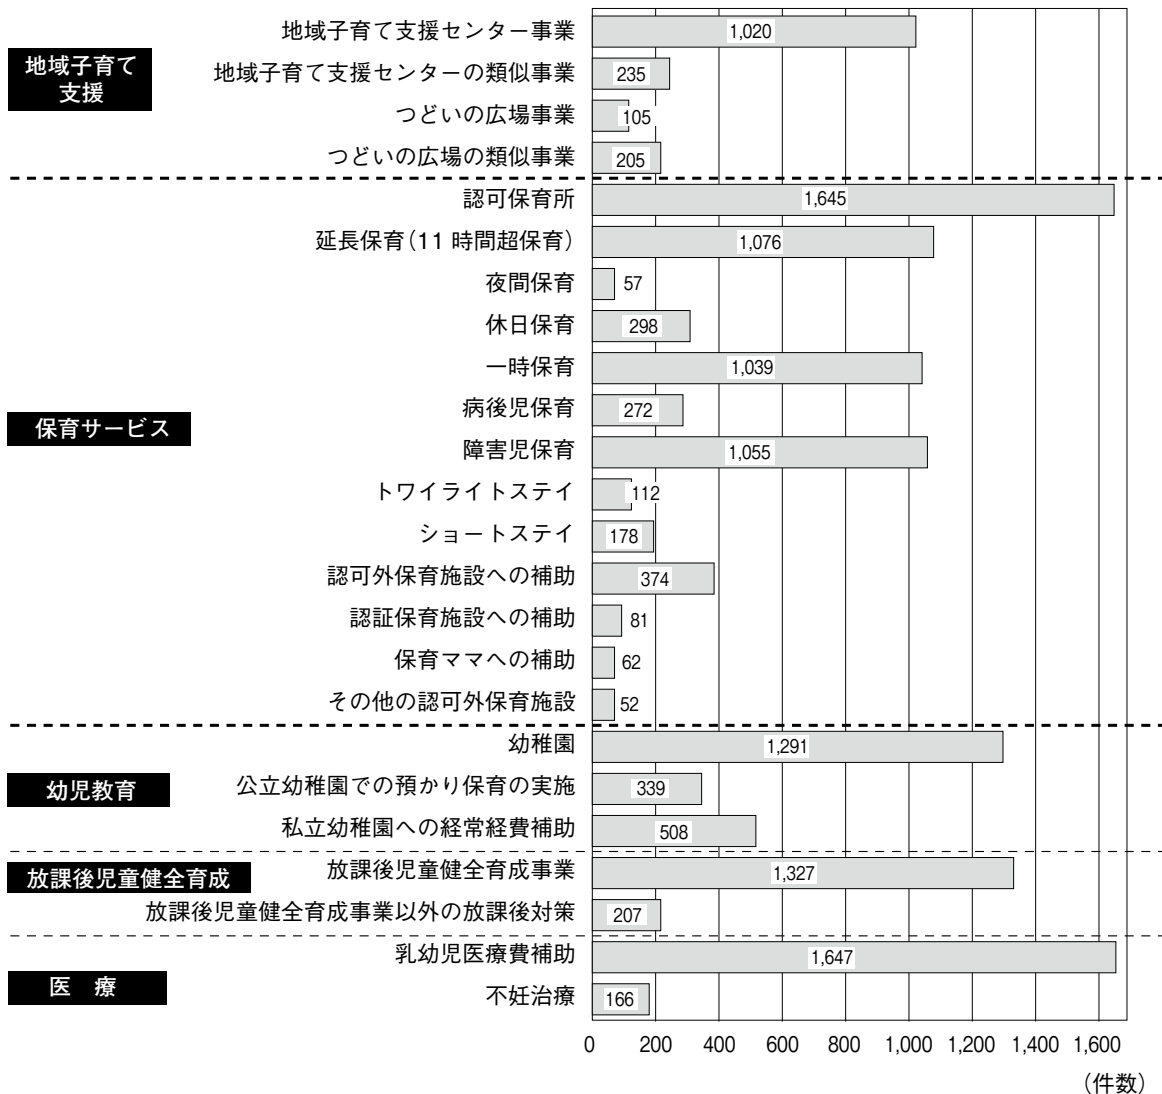 地域子育て
支援
地域子育て支援センター事業 1,020
地域子育て支援センターの類似事業 235
つどいの広場事業 105
つどいの広場の類似事業 205
保育サービス
認可保育所 1,645
延長保育(11時間超保育) 1,076
夜間保育 57
休日保育 298
一時保育 1,039
病後児保育 272
障害児保育 1,055
トワイライトステイ 112
ショートステイ 178
認可外保育施設への補助 374
認証保育施設への補助 81
保育ママへの補助 62
その他の認可外保育施設 52
幼児教育
幼稚園 1,291
公立幼稚園での預かり保育の実施 339
私立幼稚園への経常経費補助 508
放課後児童健全育成
放課後児童健全育成事業 1,327
放課後児童健全育成事業以外の放課後対策 207
医 療
乳幼児医療費補助 1,647
不妊治療 166
0 200 400 600 800 1,000 1,200 1,400 1,600
(件数)